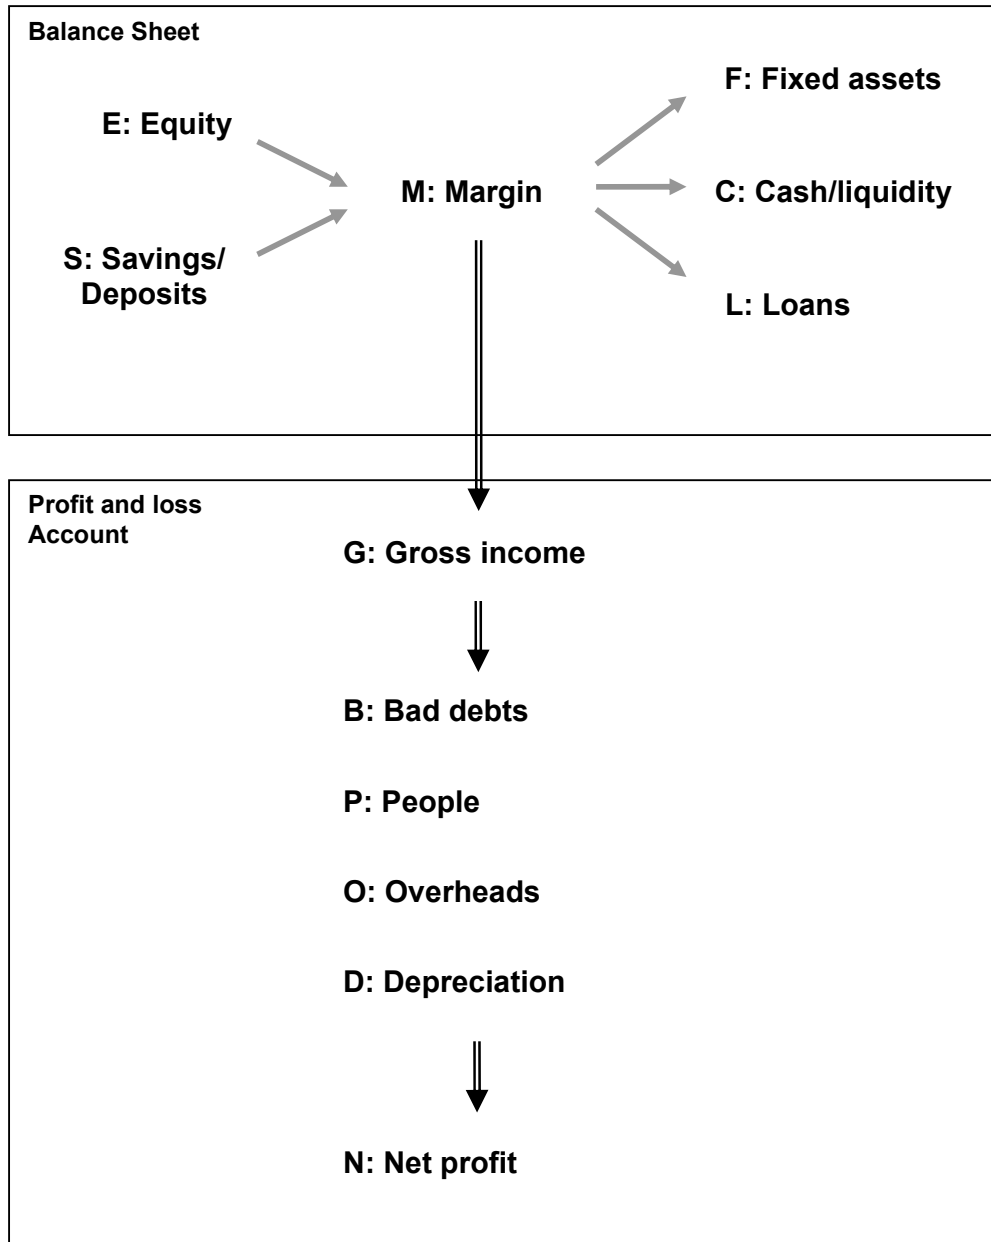 Balance Sheet
F: Fixed assets
E: Equity
M: Margin
C: Cash/liquidity
S: Savings/
Deposits
L: Loans
Profit and loss
Account
G: Gross income
B: Bad debts
P: People
O: Overheads
D: Depreciation
N: Net profit